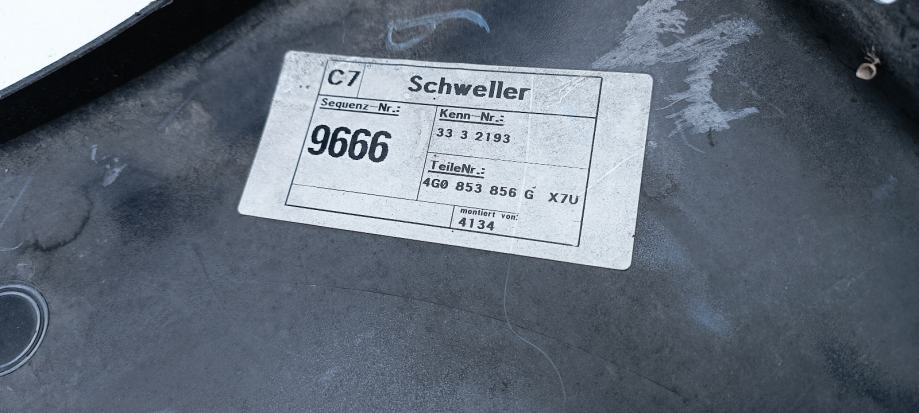 C7 Schweller
Sequenz-Nr.:
9666
Kenn-Nr.:
33 3 2193
TeileNr.:
4G0 853 856 G X7U
montiert von:
4134